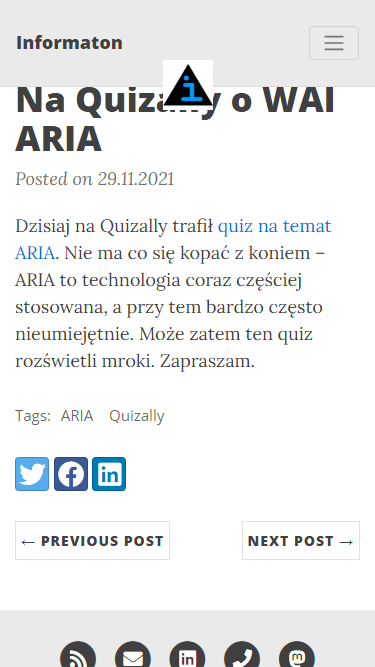 Informaton
Na Quizally o WAI
ARIA
Posted on 29.11.2021
Dzisiaj na Quizally trafił quiz na temat
ARIA. Nie ma co się kopać z koniem –
ARIA to technologia coraz częściej
stosowana, a przy tem bardzo często
nieumiejętnie. Może zatem ten quiz
rozświetli mroki. Zapraszam.
Tags: ARIA Quizally
← PREVIOUS POST
NEXT POST →